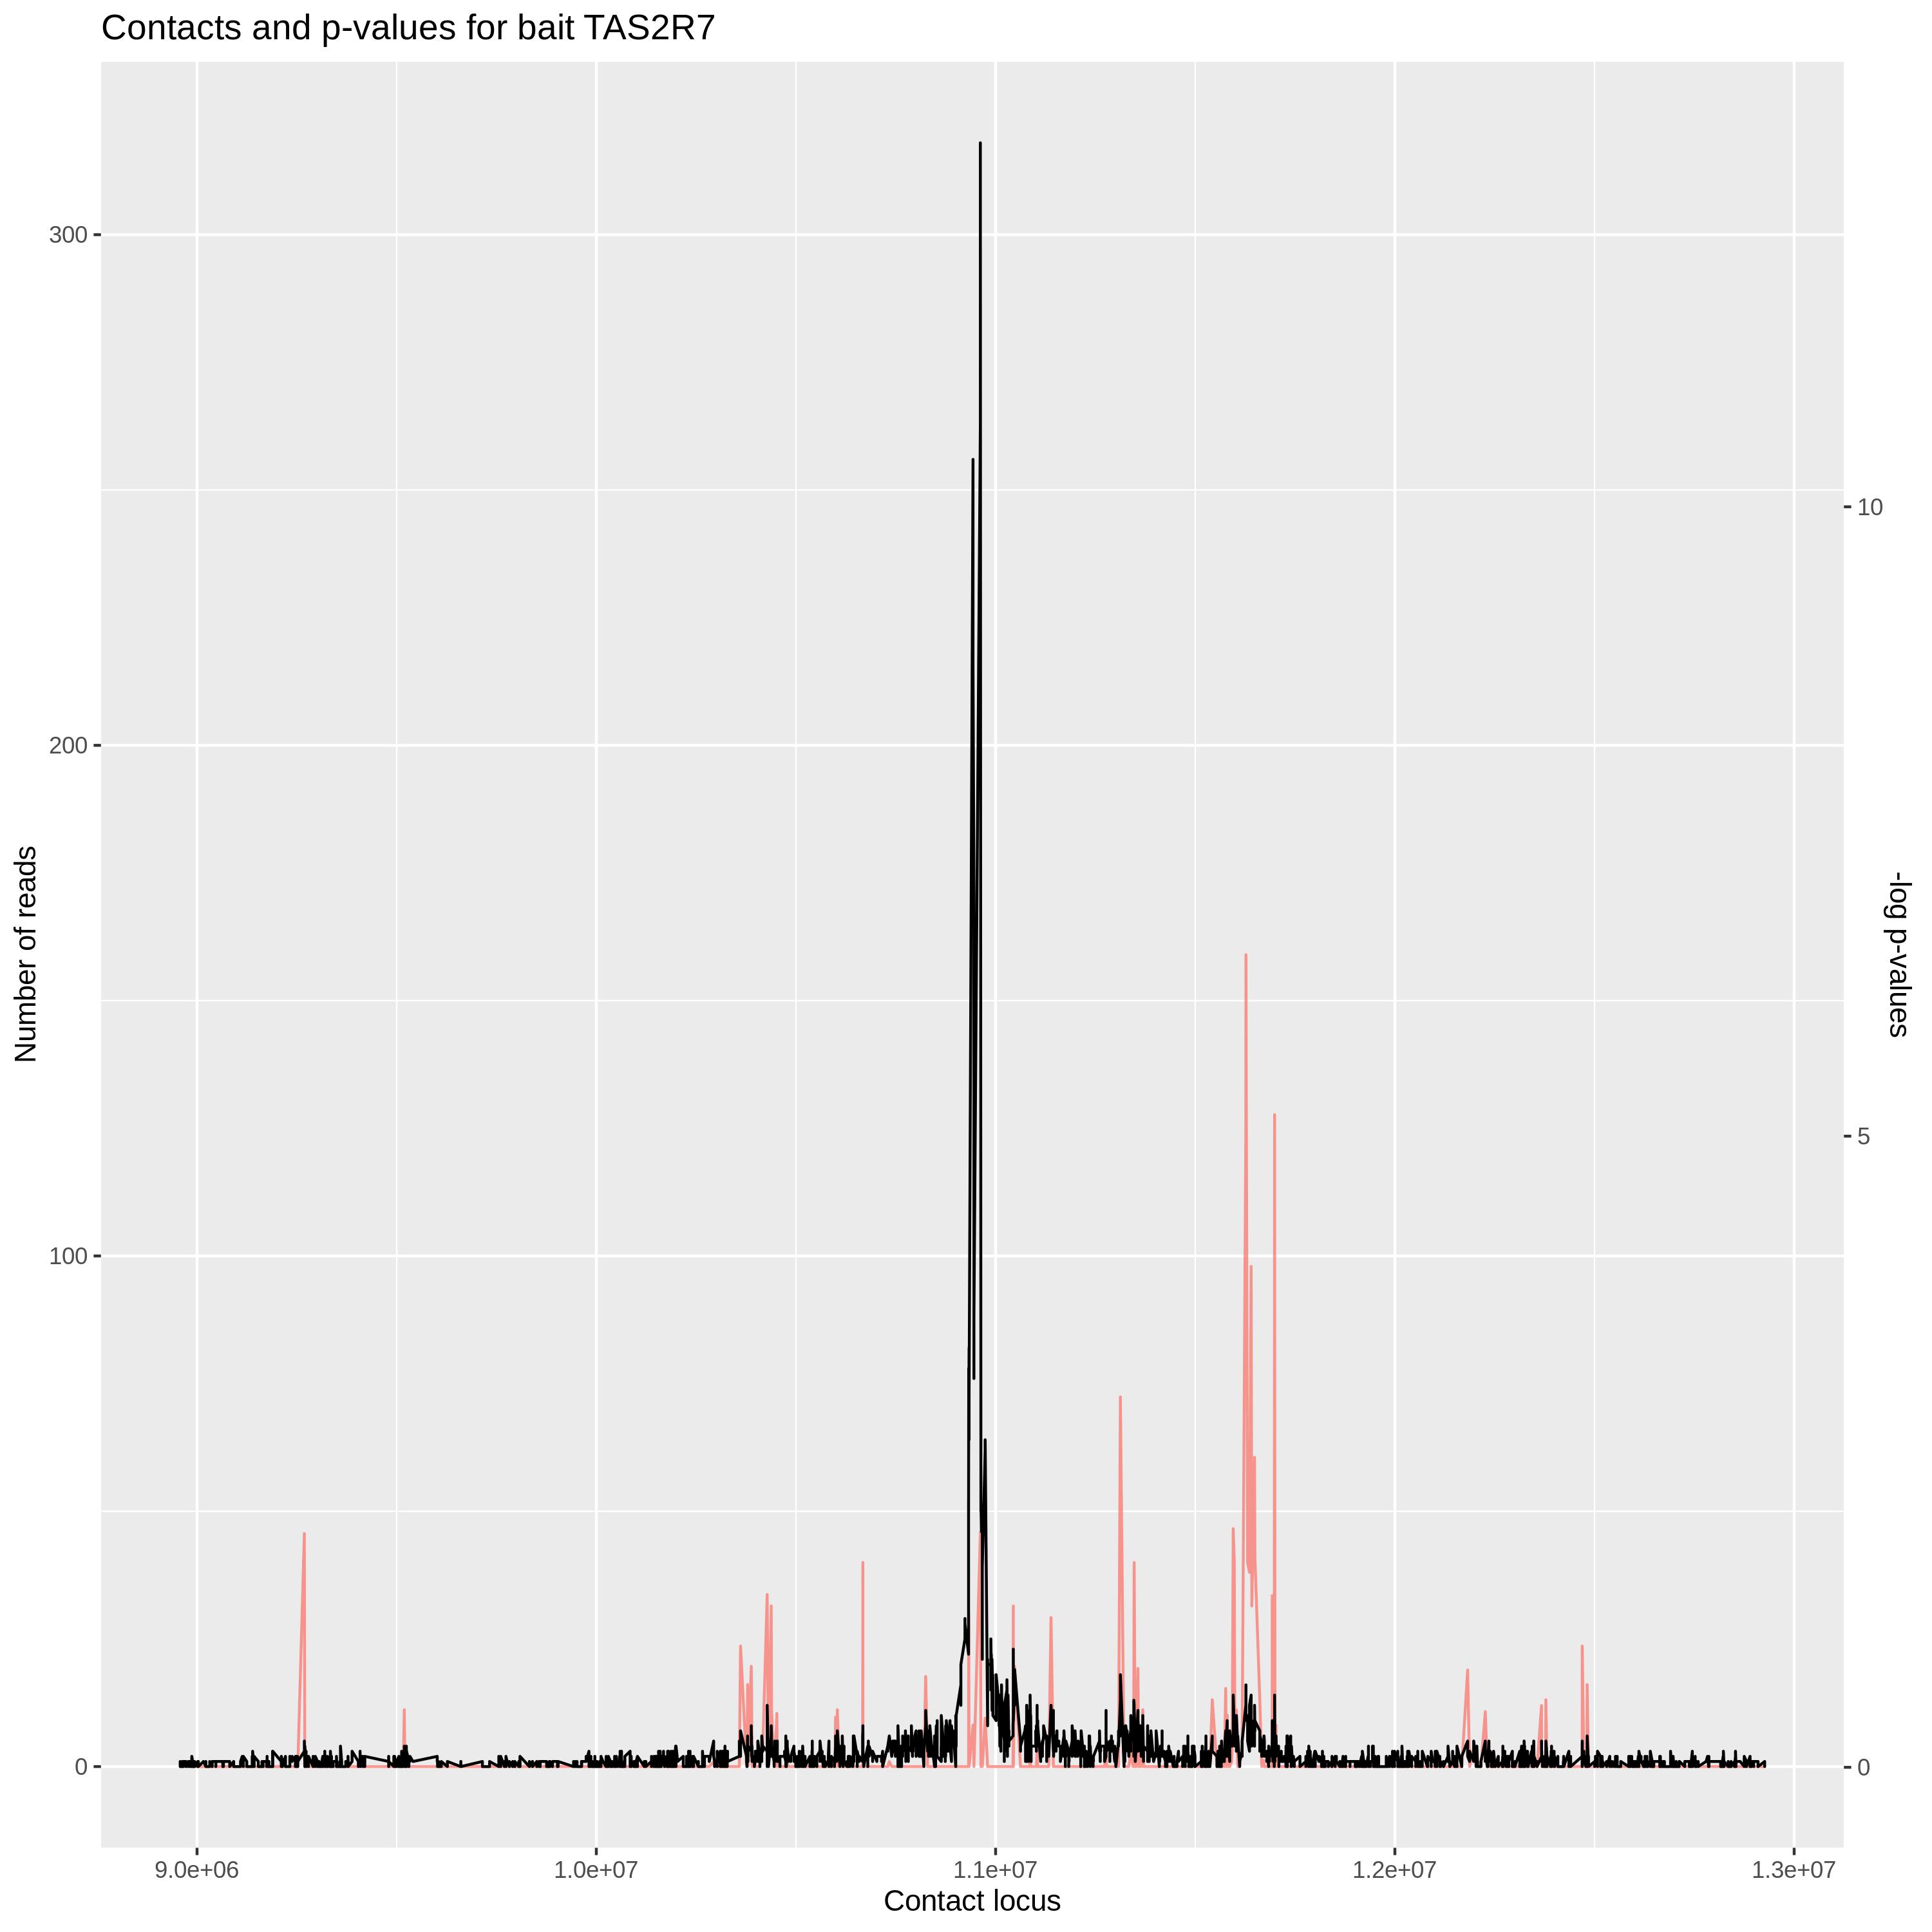 Contacts and p-values for bait TAS2R7
300
200
100
0
Number of reads
10
5
0
-log p-values
9.0e+06
1.0e+07
1.1e+07
1.2e+07
1.3e+07
Contact locus